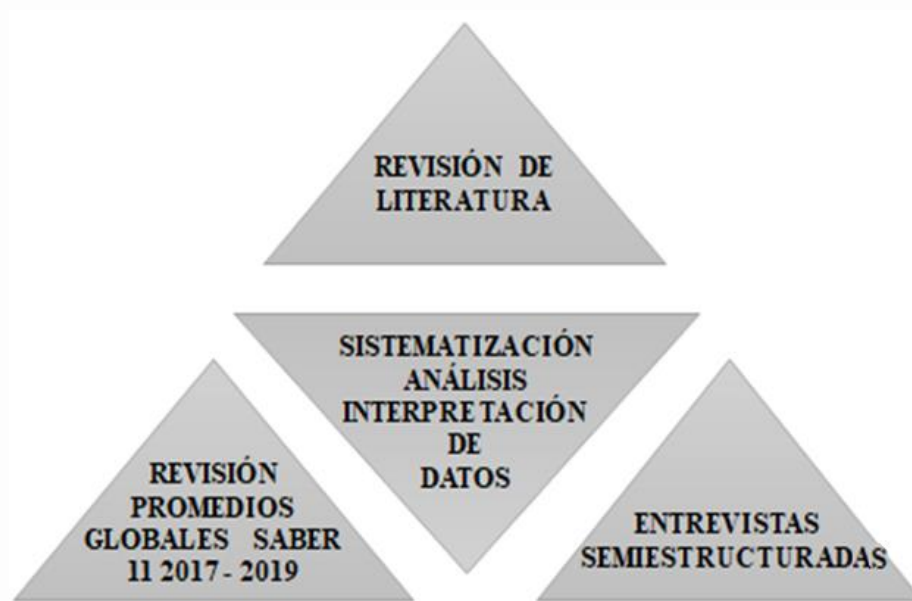 REVISIÓN DE
LITERATURA
SISTEMATIZACIÓN
ANÁLISIS
INTERPRETACIÓN
DE
DATOS
REVISIÓN
PROMEDIOS
GLOBALES SABER
11 2017 - 2019
ENTREVISTAS
SEMIESTRUCTURADAS